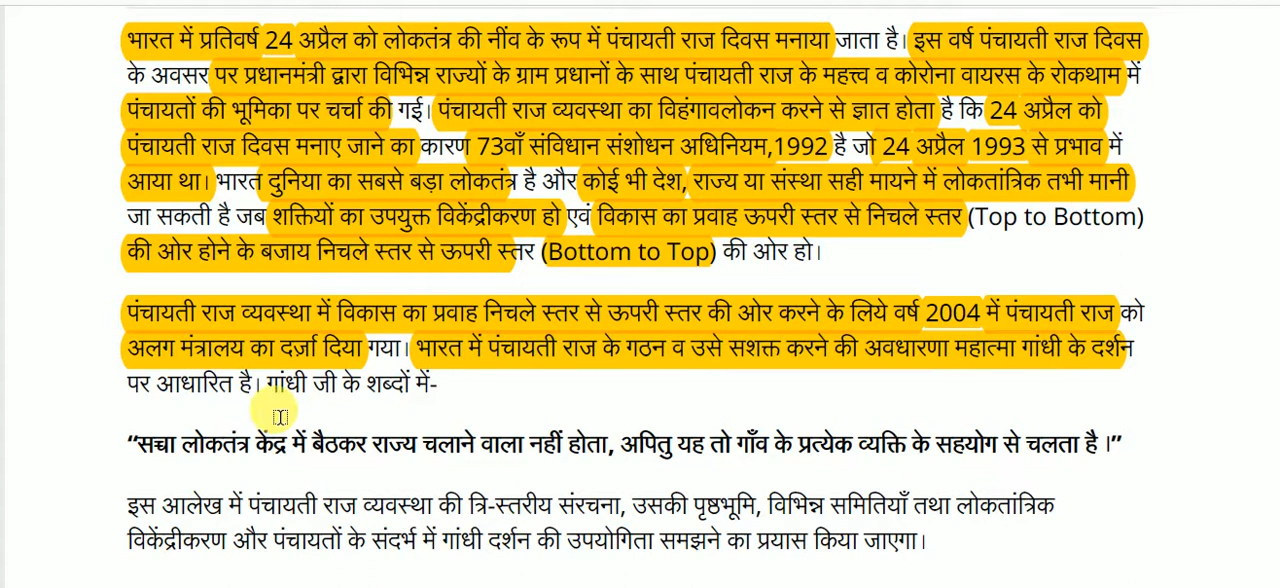 भारत में प्रतिवर्ष 24 अप्रैल को लोकतंत्र की नींव के रूप में पंचायती राज दिवस मनाया जाता है। इस वर्ष पंचायती राज दिवस
के अवसर पर प्रधानमंत्री द्वारा विभिन्न राज्यों के ग्राम प्रधानों के साथ पंचायती राज के महत्त्व व कोरोना वायरस के रोकथाम में
पंचायतों की भूमिका पर चर्चा की गई। पंचायती राज व्यवस्था का विहंगावलोकन करने से ज्ञात होता है कि 24 अप्रैल को
पंचायती राज दिवस मनाए जाने का कारण 73वाँ संविधान संशोधन अधिनियम,1992 है जो 24 अप्रैल 1993 से प्रभाव में
आया था। भारत दुनिया का सबसे बड़ा लोकतंत्र है और कोई भी देश, राज्य या संस्था सही मायने में लोकतांत्रिक तभी मानी
जा सकती है जब शक्तियों का उपयुक्त विकेंद्रीकरण हो एवं विकास का प्रवाह ऊपरी स्तर से निचले स्तर (Top to Bottom)
की ओर होने के बजाय निचले स्तर से ऊपरी स्तर (Bottom to Top) की ओर हो।
पंचायती राज व्यवस्था में विकास का प्रवाह निचले स्तर से ऊपरी स्तर की ओर करने के लिये वर्ष 2004 में पंचायती राज को
अलग मंत्रालय का दर्ज़ा दिया गया। भारत में पंचायती राज के गठन व उसे सशक्त करने की अवधारणा महात्मा गांधी के दर्शन
पर आधारित है। गांधी जी के शब्दों में-
“सच्चा लोकतंत्र केंद्र में बैठकर राज्य चलाने वाला नहीं होता, अपितु यह तो गाँव के प्रत्येक व्यक्ति के सहयोग से चलता है।”
इस आलेख में पंचायती राज व्यवस्था की त्रि-स्तरीय संरचना, उसकी पृष्ठभूमि, विभिन्न समितियाँ तथा लोकतांत्रिक
विकेंद्रीकरण और पंचायतों के संदर्भ में गांधी दर्शन की उपयोगिता समझने का प्रयास किया जाएगा।